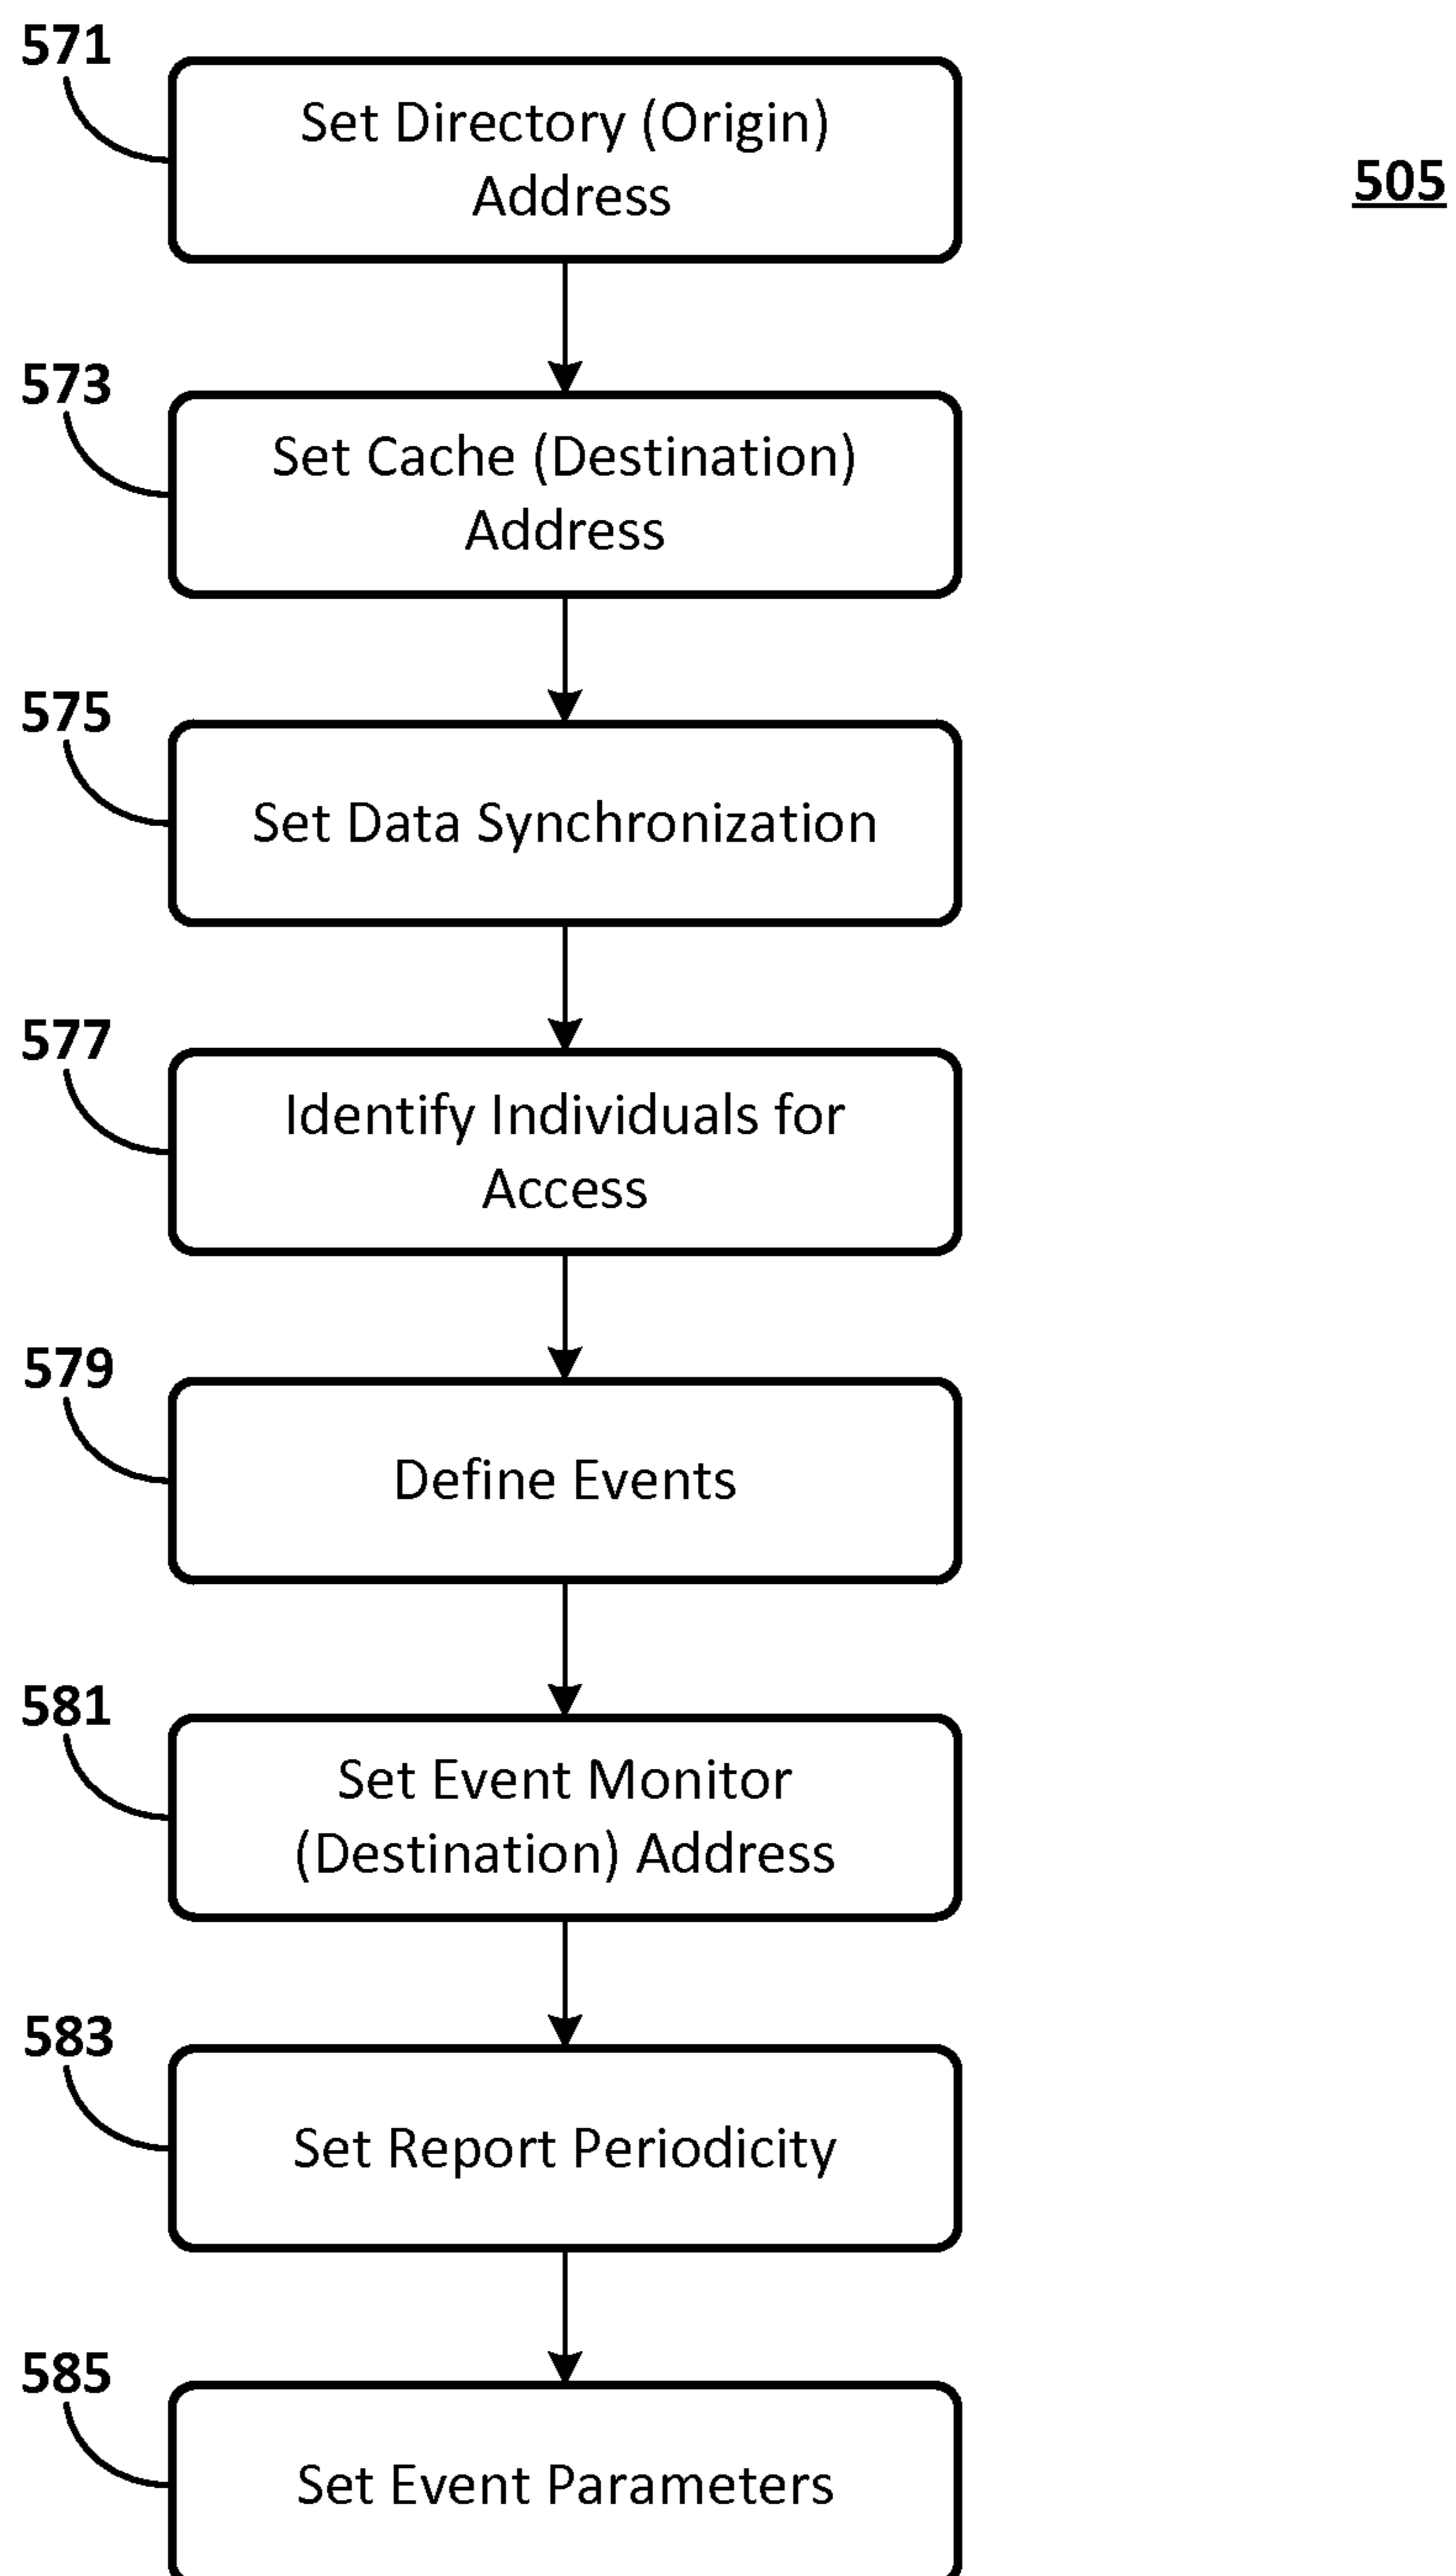 571
Set Directory (Origin)
Address
505
573
Set Cache (Destination)
Address
575
Set Data Synchronization
577
Identify Individuals for
Access
579
Define Events
581
Set Event Monitor
(Destination) Address
583
Set Report Periodicity
585
Set Event Parameters